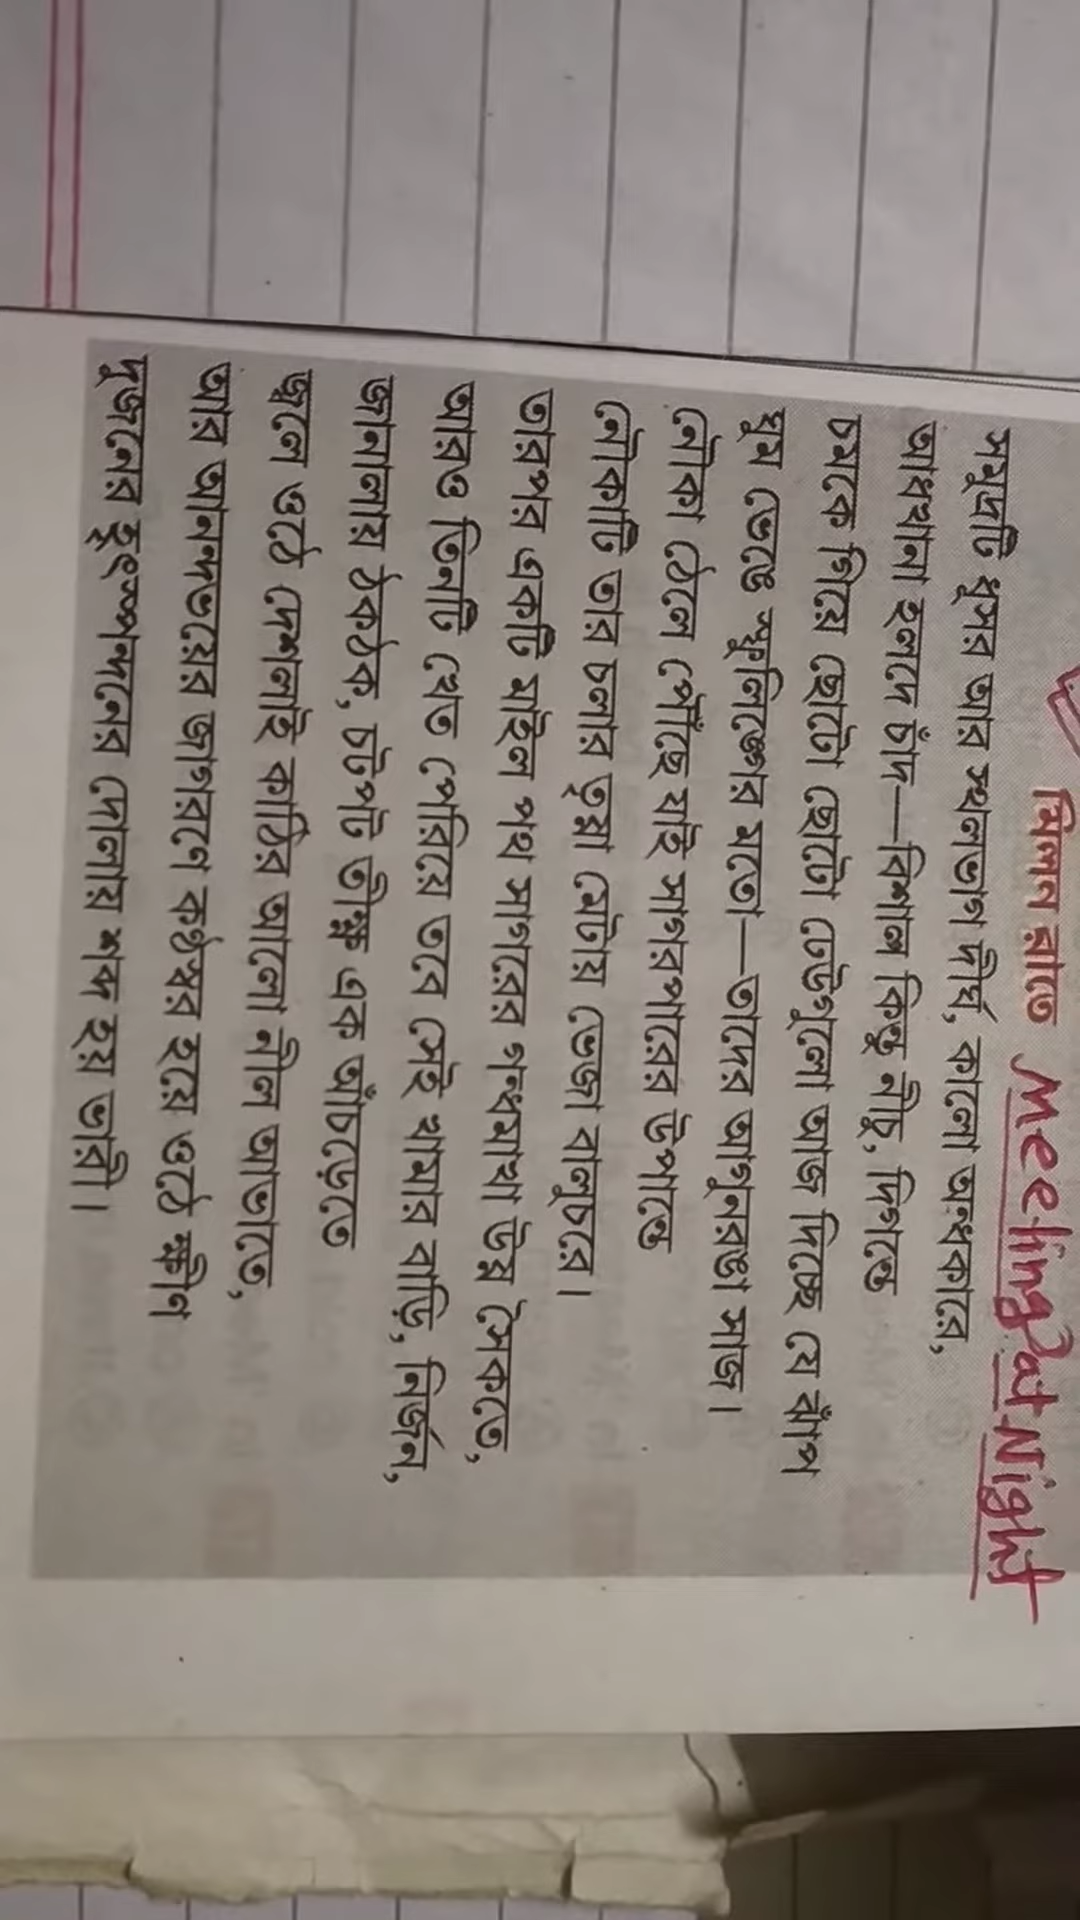 মিলন রাতে Meeting at Night
সমুদ্রটি ধূসর আর স্থলভাগ দীর্ঘ, কালো অন্ধকারে,
আধখানা হলদে চাঁদ—বিশাল কিন্তু নীচু, দিগন্তে
চমকে গিয়ে ছোটো ছোটো ঢেউগুলো আজ দিচ্ছে যে ঝাঁপ
ঘুম ভেঙে স্ফুলিঙ্গের মতো—তাদের আগুনরঙা সাজ।
নৌকা ঠেলে পৌঁছে যাই সাগরপারের উপান্তে
নৌকাটি তার চলার তুমা মেটায় ভেজা বালুচরে।
তারপর একটি মাইল পথ সাগরের গন্ধমাখা উষ্ণ সৈকতে,
আরও তিনটি খেত পেরিয়ে তবে সেই খামার বাড়ি, নির্জন,
জানালায় ঠকঠক, চটপট তীক্ষ্ণ এক আঁচড়েতে
জ্বলে ওঠে দেশলাই কাঠির আলো নীল আভাতে,
আর আনন্দভয়ের জাগরণে কণ্ঠস্বর হয়ে ওঠে ক্ষীণ
দুজনের হৃৎস্পন্দনের দোলায় শব্দ হয় ভারী।